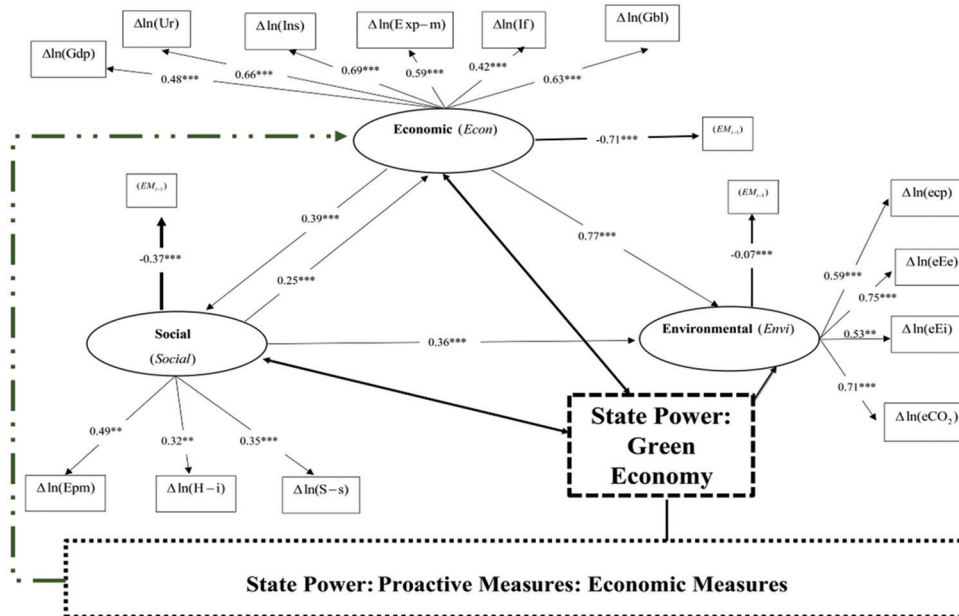 Δln(Gdp)
Δln(Ur)
Δln(Ins)
Δln(Exp-m)
Δln(If)
Δln(Gbl)
0.48***
0.66***
0.69***
0.59***
0.42***
0.63***
Economic (Econ)
-0.71***
(EMₜ₋₁)
(EMₜ₋₁)
-0.37***
0.39***
0.25***
0.77***
(EMₜ₋₁)
-0.07***
Δln(ecp)
0.59***
Δln(eEe)
0.75***
Δln(eEi)
0.53**
Δln(eCO₂)
0.71***
Social
(Social)
0.36***
Environmental (Envi)
0.49**
0.32**
0.35***
Δln(Epm)
Δln(H-i)
Δln(S-s)
State Power:
Green
Economy
State Power: Proactive Measures: Economic Measures